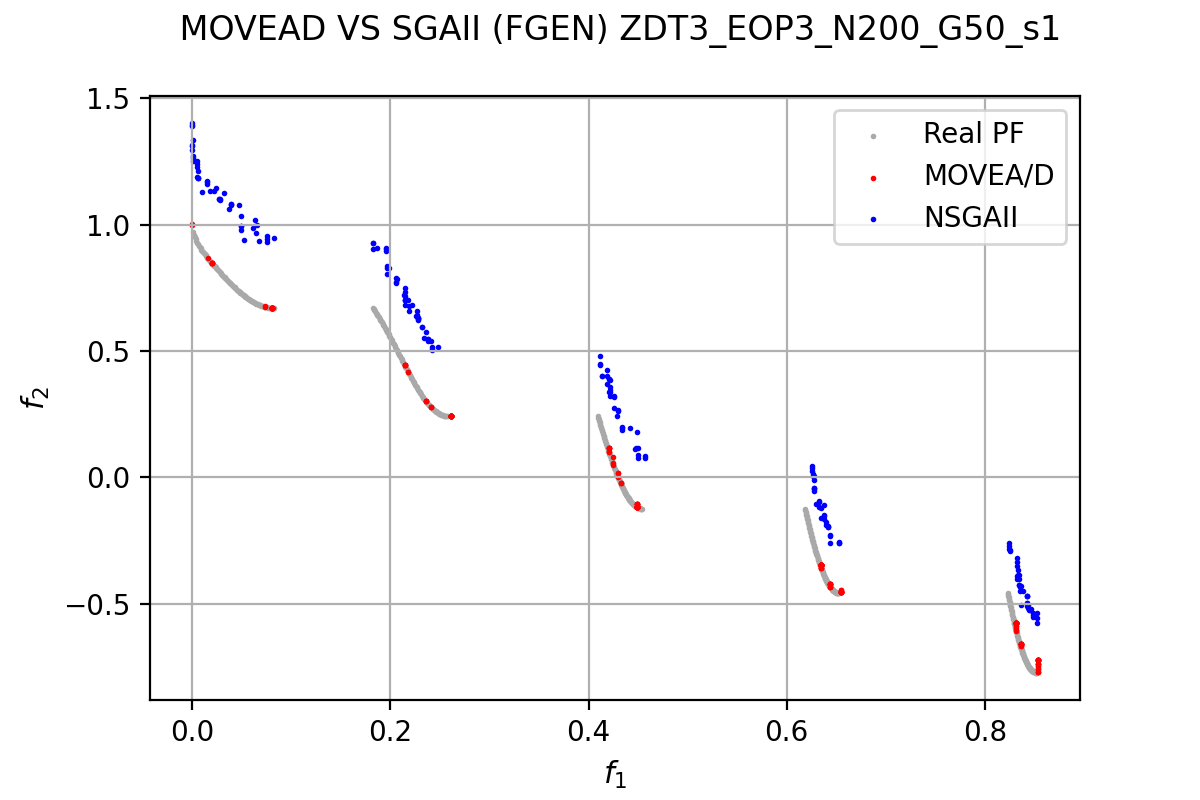 MOVEAD VS SGAII (FGEN) ZDT3_EOP3_N200_G50_s1
1.5
1.0
0.5
0.0
−0.5
f2
Real PF
MOVEA/D
NSGAII
0.0 0.2 0.4 0.6 0.8
f1